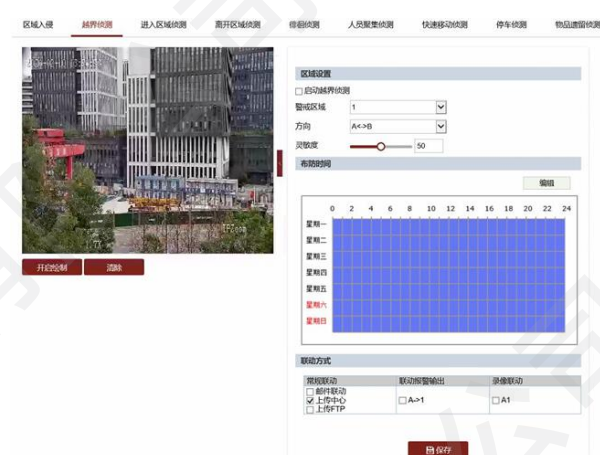 区域入侵 越界侦测 进入区域侦测 离开区域侦测 徘徊侦测 人员聚集侦测 快速移动侦测 停车侦测 物品遗留侦测
IPZoom
开启绘制 清除
区域设置
启动越界侦测
警戒区域 1
方向 A<->B
灵敏度 50
布防时间
编辑
0 2 4 6 8 10 12 14 16 18 20 22 24
星期一
星期二
星期三
星期四
星期五
星期六
星期日
联动方式
常规联动 联动报警输出 录像联动
邮件联动
上传中心 A->1 A1
上传FTP
保存